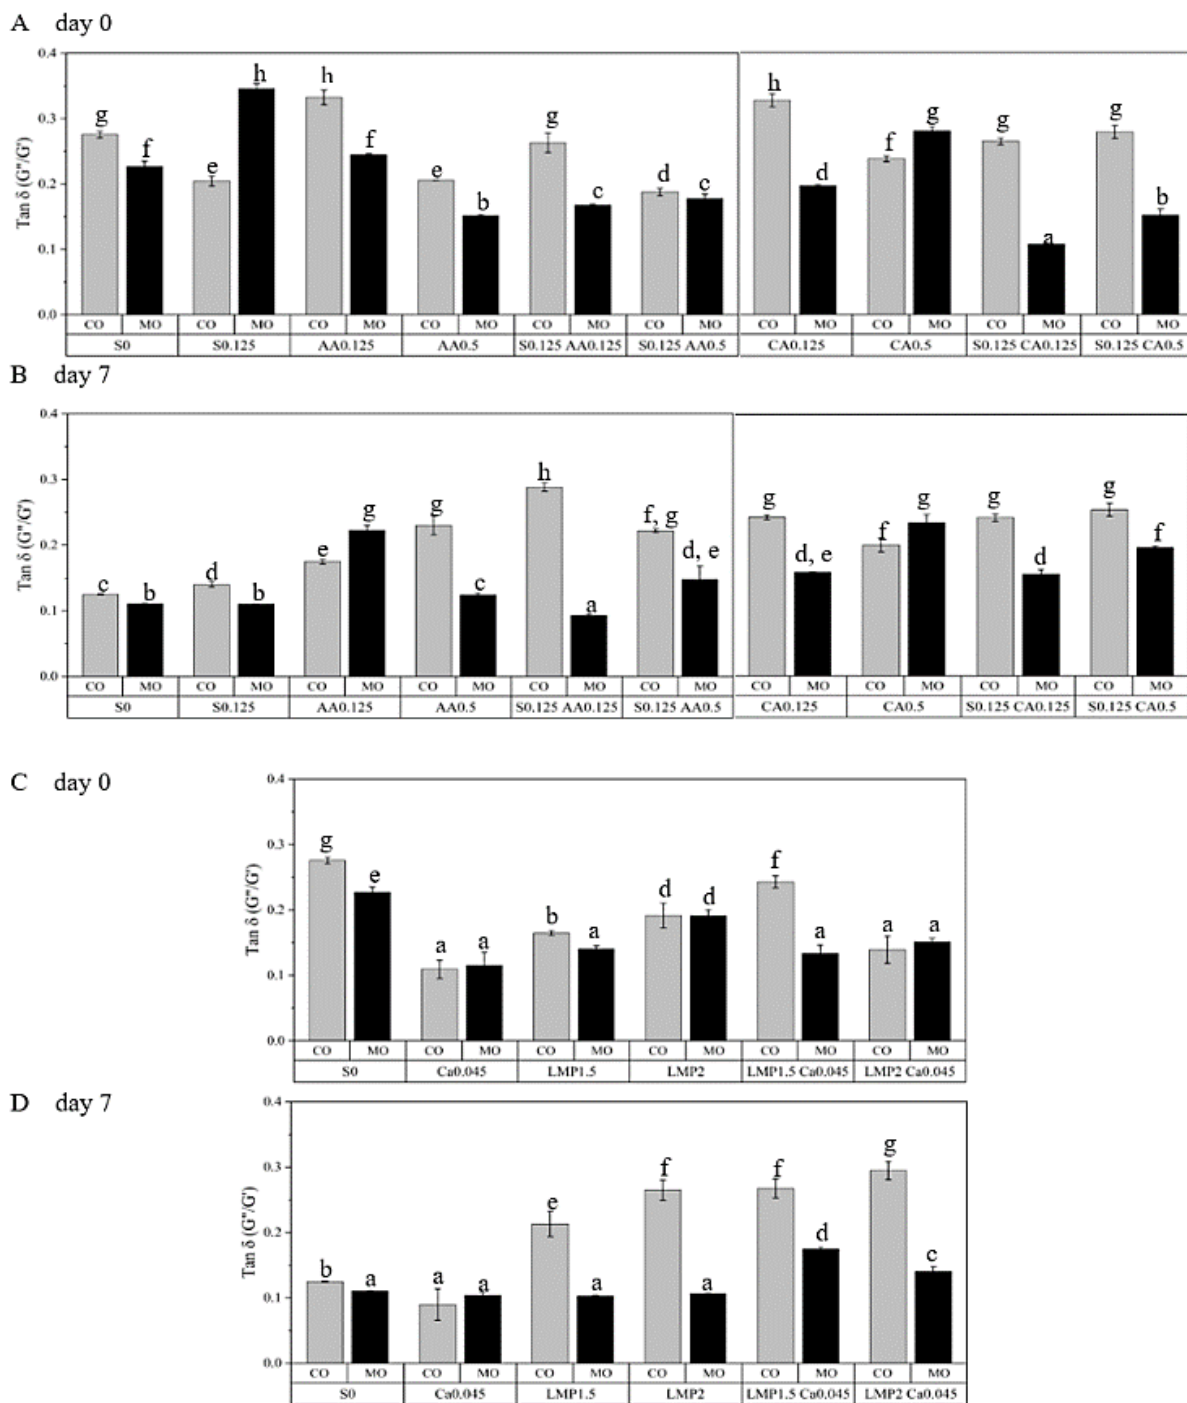 A day 0
0.4
0.3
0.2
0.1
0.0
Tan δ (G''/G')
g f e h h f e b g c d c h d f g g a g b
CO MO CO MO CO MO CO MO CO MO CO MO CO MO CO MO CO MO CO MO
S0 S0.125 AA0.125 AA0.5 S0.125 AA0.125 S0.125 AA0.5 CA0.125 CA0.5 S0.125 CA0.125 S0.125 CA0.5
B day 7
0.4
0.3
0.2
0.1
0.0
Tan δ (G''/G')
c b d b e g g c h a f, g d, e g d, e f g g d g f
CO MO CO MO CO MO CO MO CO MO CO MO CO MO CO MO CO MO CO MO
S0 S0.125 AA0.125 AA0.5 S0.125 AA0.125 S0.125 AA0.5 CA0.125 CA0.5 S0.125 CA0.125 S0.125 CA0.5
C day 0
0.4
0.3
0.2
0.1
0.0
Tan δ (G''/G')
g e a a b a d d f a a a
CO MO CO MO CO MO CO MO CO MO CO MO
S0 Ca0.045 LMP1.5 LMP2 LMP1.5 Ca0.045 LMP2 Ca0.045
D day 7
0.4
0.3
0.2
0.1
0.0
Tan δ (G''/G')
b a a a e a f a f d g c
CO MO CO MO CO MO CO MO CO MO CO MO
S0 Ca0.045 LMP1.5 LMP2 LMP1.5 Ca0.045 LMP2 Ca0.045